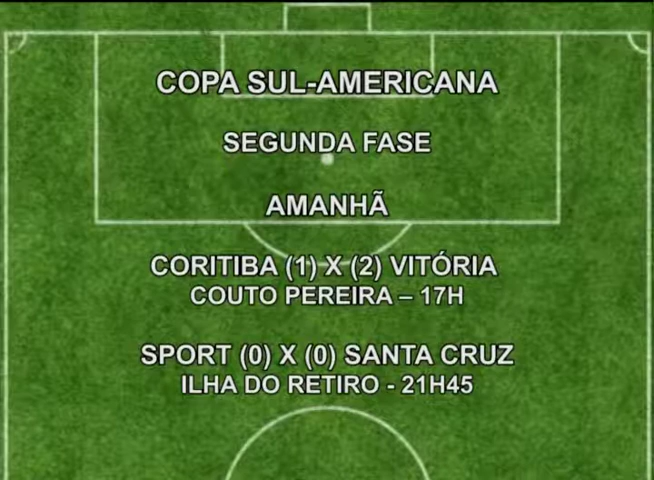 COPA SUL-AMERICANA
SEGUNDA FASE
AMANHÃ
CORITIBA (1) X (2) VITÓRIA
COUTO PEREIRA – 17H
SPORT (0) X (0) SANTA CRUZ
ILHA DO RETIRO - 21H45